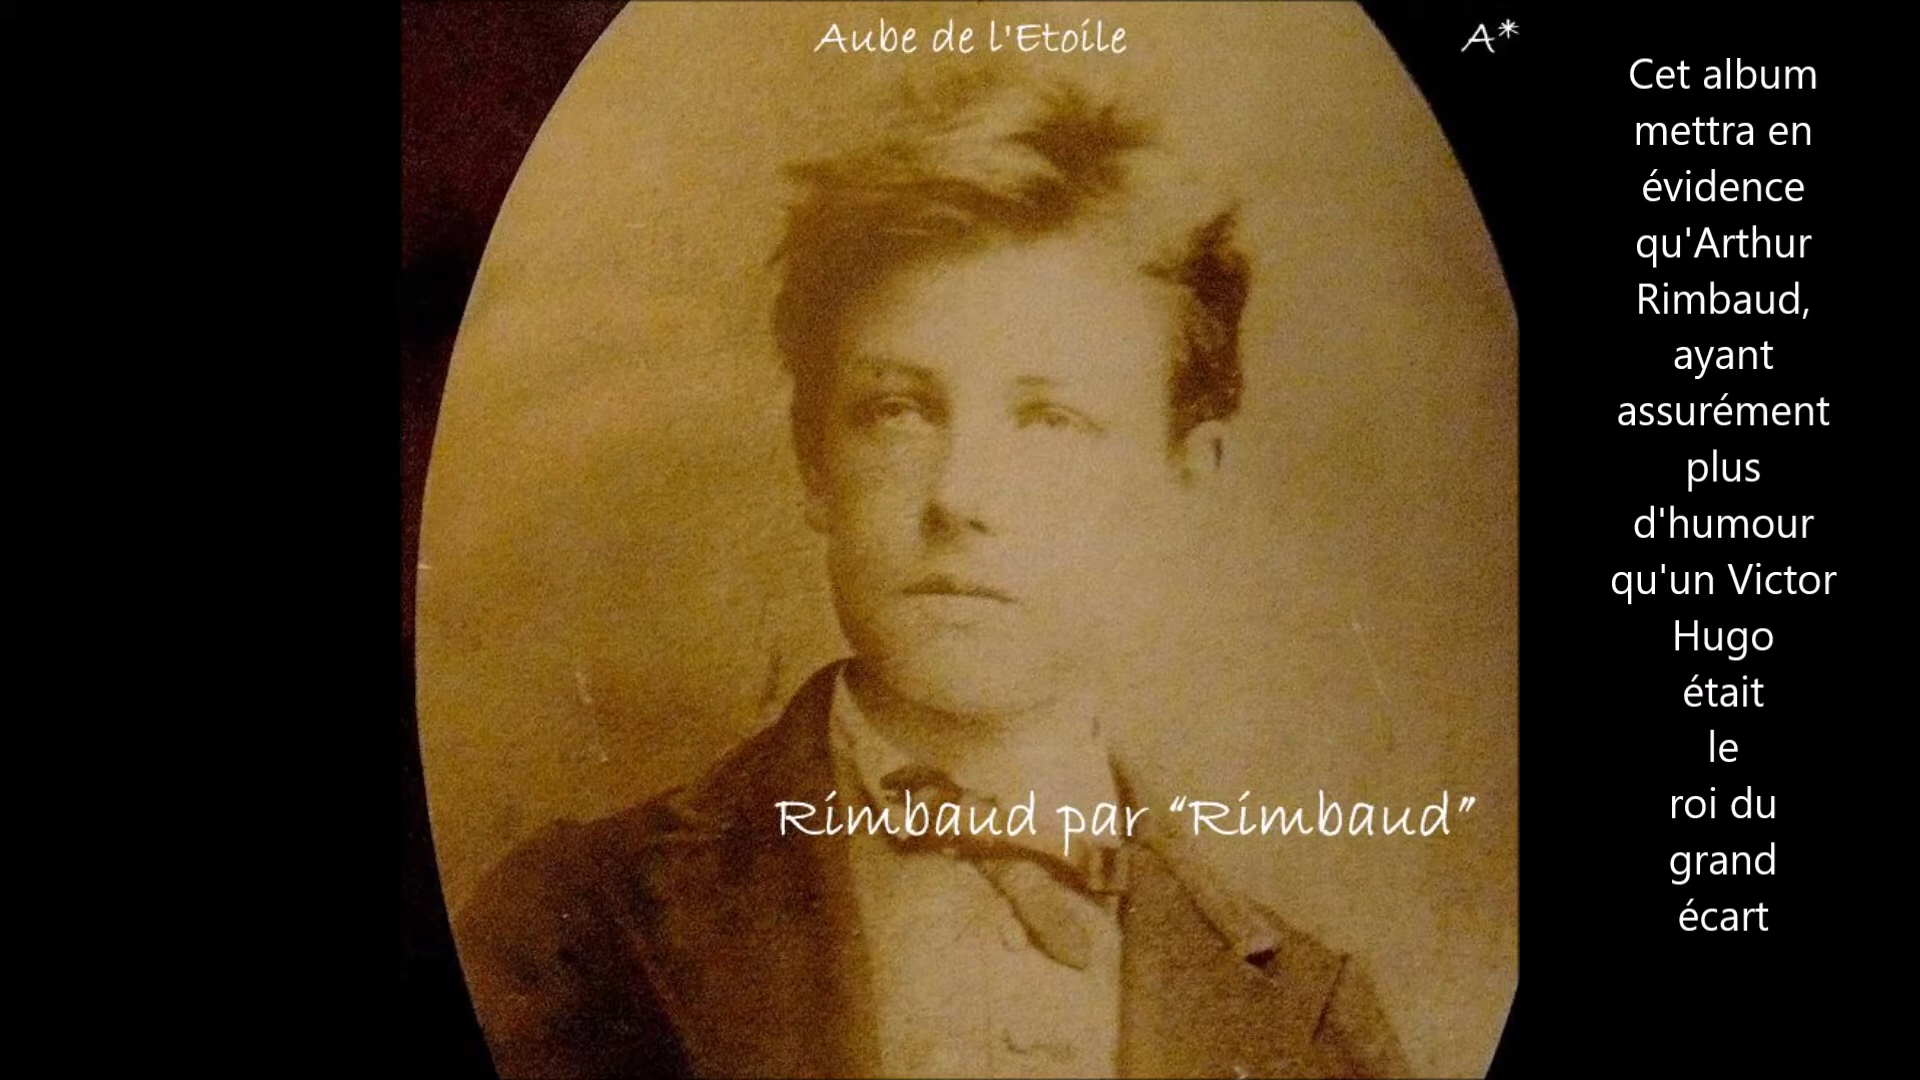 Aube de l'Etoile
A*
Rimbaud par “Rimbaud”
Cet album
mettra en
évidence
qu'Arthur
Rimbaud,
ayant
assurément
plus
d'humour
qu'un Victor
Hugo
était
le
roi du
grand
écart